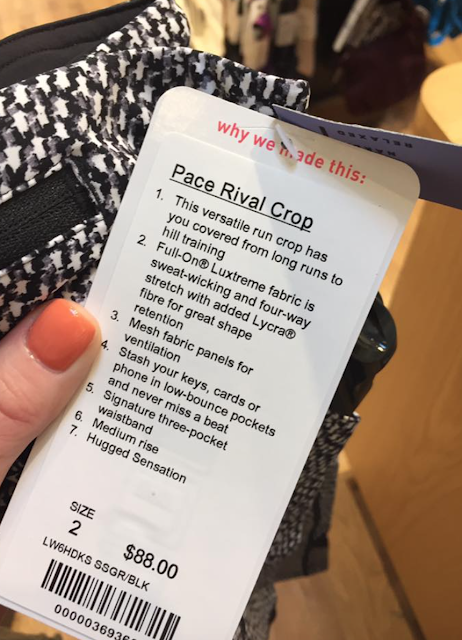 why we made this:
Pace Rival Crop
1. This versatile run crop has
you covered from long runs to
hill training
2. Full-On® Luxtreme fabric is
sweat-wicking and four-way
stretch with added Lycra®
fibre for great shape
retention
3. Mesh fabric panels for
ventilation
4. Stash your keys, cards or
phone in low-bounce pockets
and never miss a beat
5. Signature three-pocket
waistband
6. Medium rise
7. Hugged Sensation
SIZE
2
$88.00
LW6HDKS SSGR/BLK
RELAXED